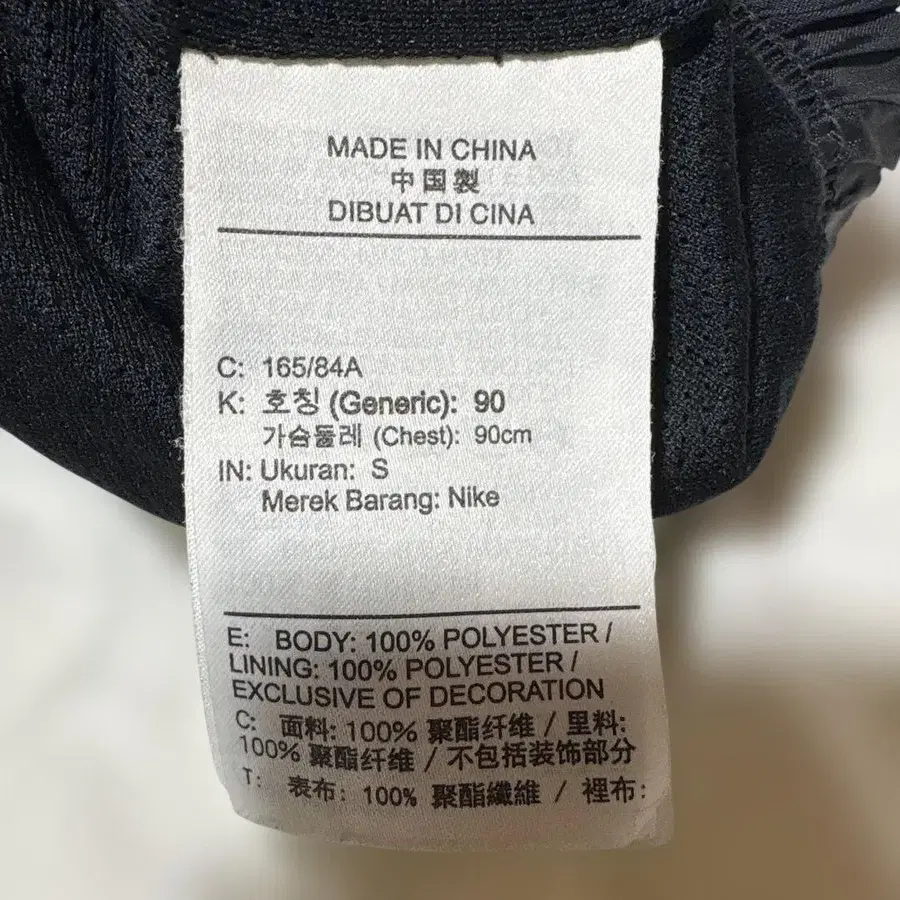 MADE IN CHINA
中国製
DIBUAT DI CINA
C: 165/84A
K: 호칭 (Generic): 90
가슴둘레 (Chest): 90cm
IN: Ukuran: S
Merek Barang: Nike
E: BODY: 100% POLYESTER /
LINING: 100% POLYESTER /
EXCLUSIVE OF DECORATION
C: 面料: 100% 聚酯纤维 / 里料:
100% 聚酯纤维 / 不包括装饰部分
T: 表布: 100% 聚酯纖維 / 裡布: